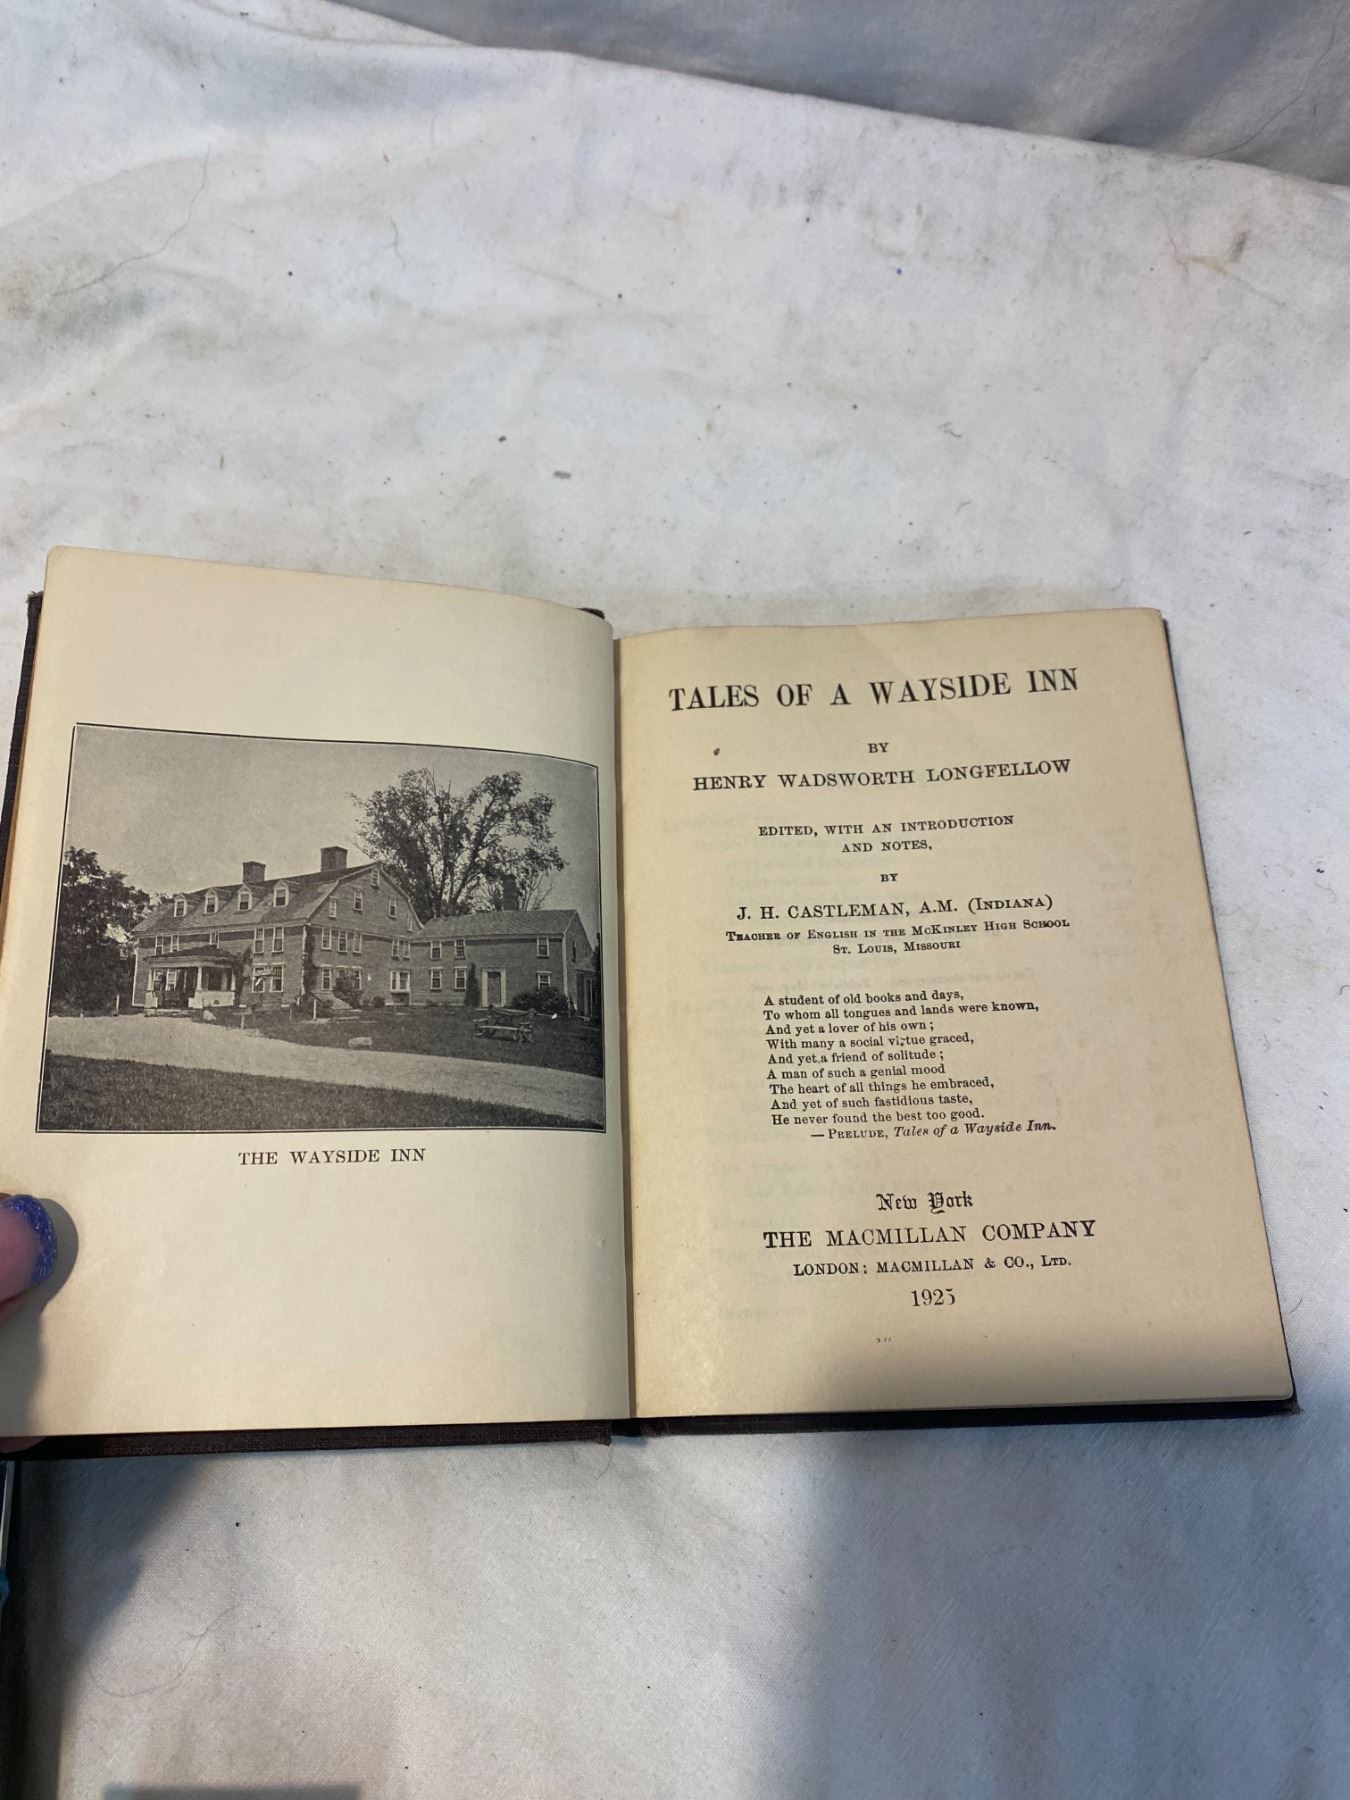 THE WAYSIDE INN
TALES OF A WAYSIDE INN
BY
HENRY WADSWORTH LONGFELLOW
EDITED, WITH AN INTRODUCTION
AND NOTES,
BY
J. H. CASTLEMAN, A.M. (INDIANA)
TEACHER OF ENGLISH IN THE MCKINLEY HIGH SCHOOL
ST. LOUIS, MISSOURI
A student of old books and days,
To whom all tongues and lands were known,
And yet a lover of his own;
With many a social virtue graced,
And yet a friend of solitude;
A man of such a genial mood
The heart of all things he embraced,
And yet of such fastidious taste,
He never found the best too good.
— PRELUDE, Tales of a Wayside Inn.
New York
THE MACMILLAN COMPANY
LONDON: MACMILLAN & CO., LTD.
1925